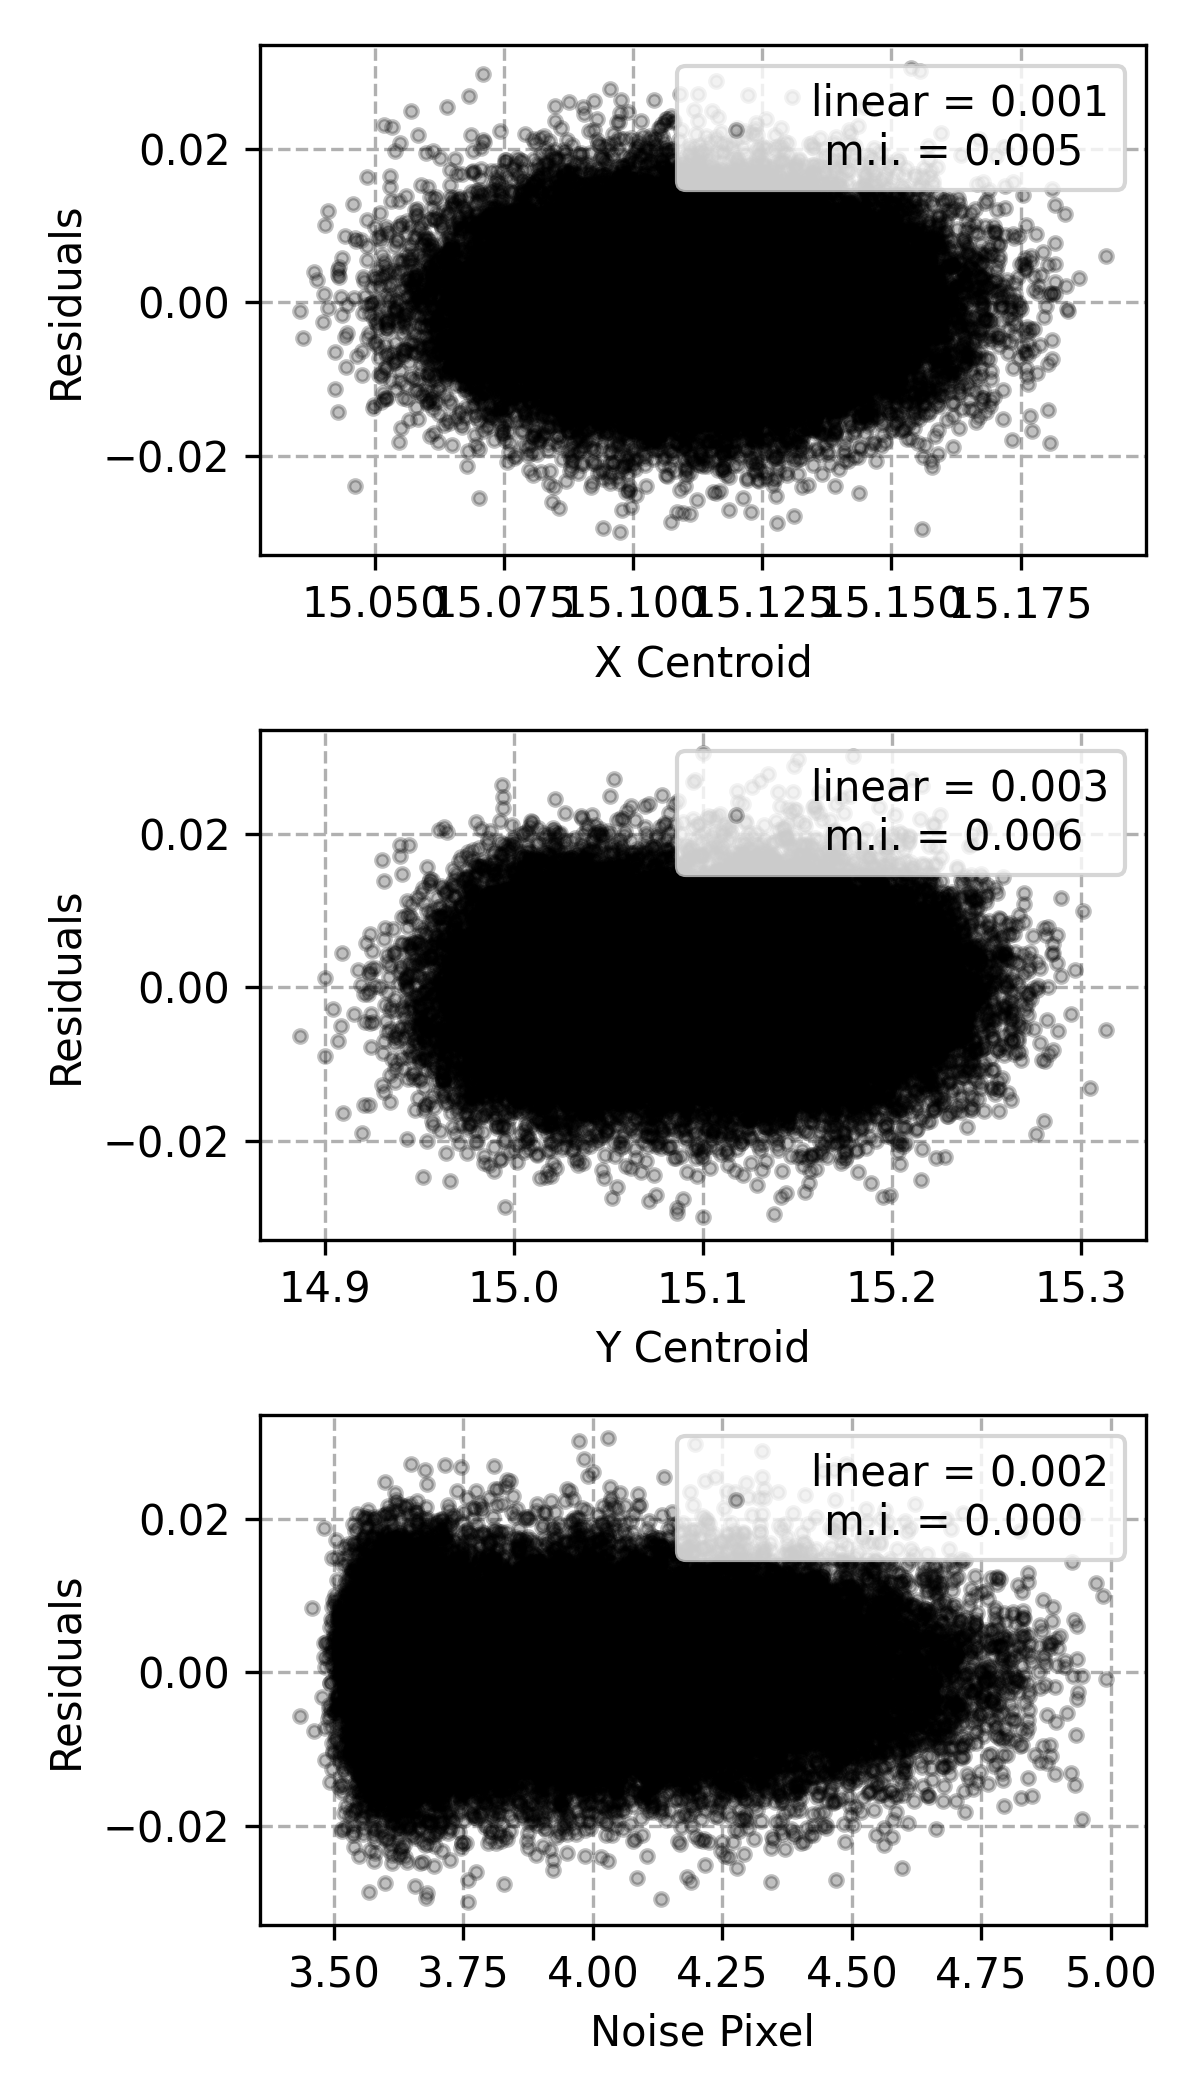 linear = 0.001
m.i. = 0.005
0.02
0.00
−0.02
Residuals
15.050 15.075 15.100 15.125 15.150 15.175
X Centroid
linear = 0.003
m.i. = 0.006
0.02
0.00
−0.02
Residuals
14.9 15.0 15.1 15.2 15.3
Y Centroid
linear = 0.002
m.i. = 0.000
0.02
0.00
−0.02
Residuals
3.50 3.75 4.00 4.25 4.50 4.75 5.00
Noise Pixel